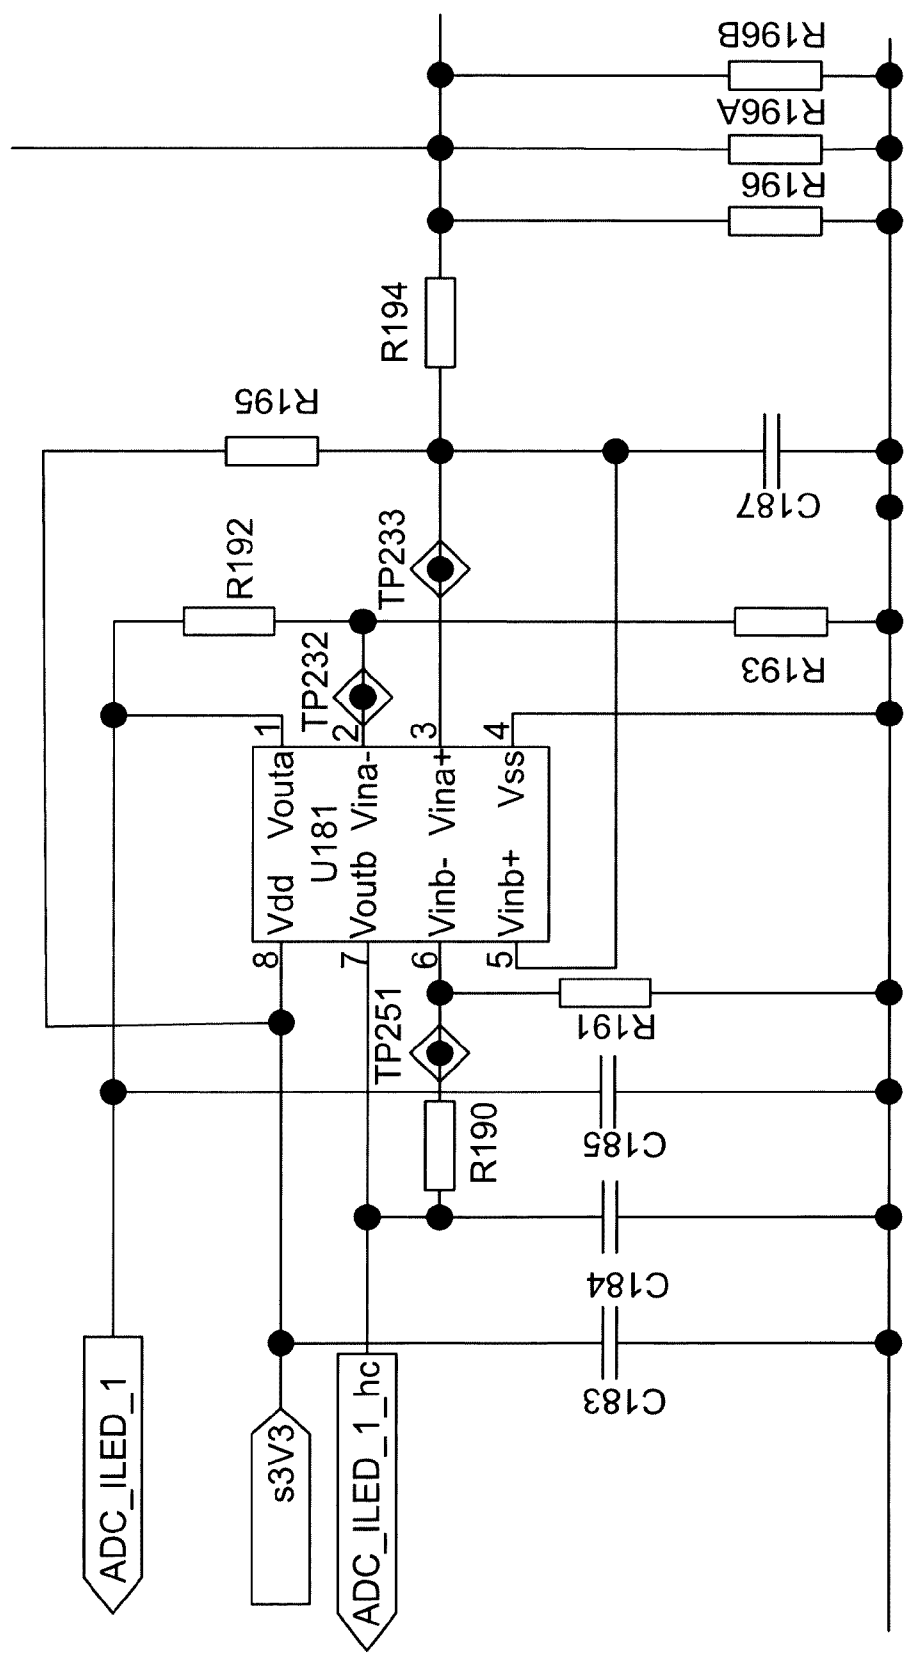 R196B
R196A
R196
R194
R195
C187
R192
TP233
TP232
R193
1
2
3
4
Vdd Vouta
U181
Voutb Vina-
Vinb- Vina+
Vinb+ Vss
8
7
6
5
TP251
R191
R190
C185
C184
C183
ADC_ILED_1
s3V3
ADC_ILED_1_hc